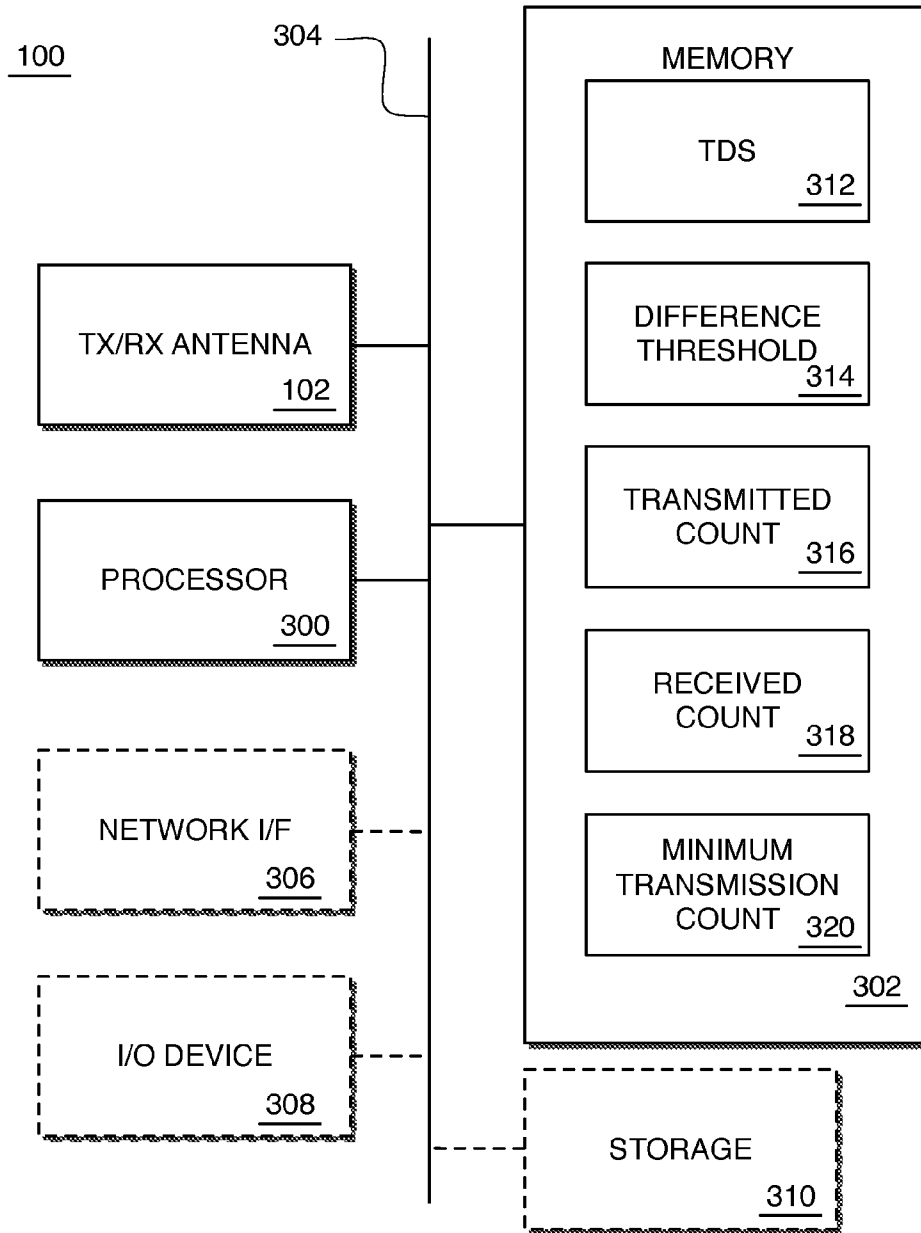 100
304
TX/RX ANTENNA
102
PROCESSOR
300
NETWORK I/F
306
I/O DEVICE
308
MEMORY
TDS
312
DIFFERENCE
THRESHOLD
314
TRANSMITTED
COUNT
316
RECEIVED
COUNT
318
MINIMUM
TRANSMISSION
COUNT
320
302
STORAGE
310